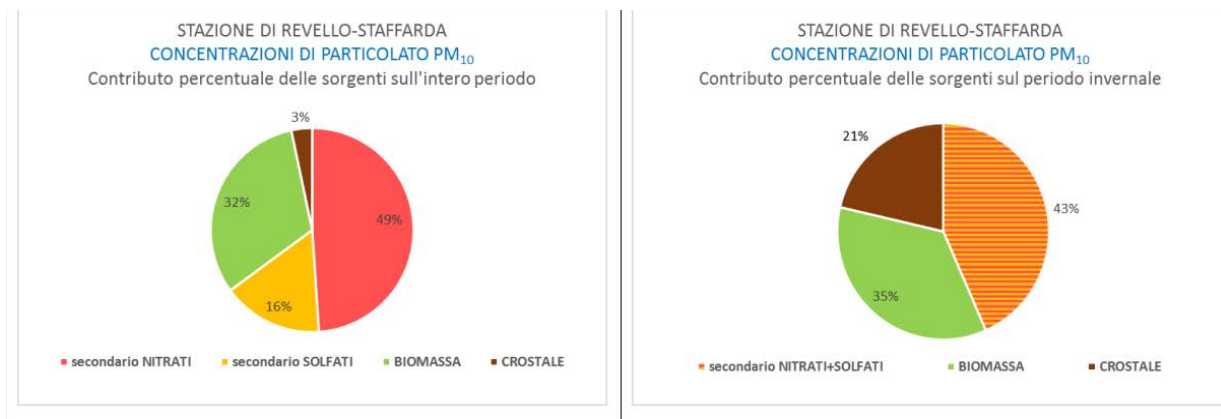 STAZIONE DI REVELLO-STAFFARDA
CONCENTRAZIONI DI PARTICOLATO PM₁₀
Contributo percentuale delle sorgenti sull'intero periodo
3%
32%
49%
16%
secondario NITRATI
secondario SOLFATI
BIOMASSA
CROSTALE
STAZIONE DI REVELLO-STAFFARDA
CONCENTRAZIONI DI PARTICOLATO PM₁₀
Contributo percentuale delle sorgenti sul periodo invernale
21%
43%
35%
secondario NITRATI+SOLFATI
BIOMASSA
CROSTALE